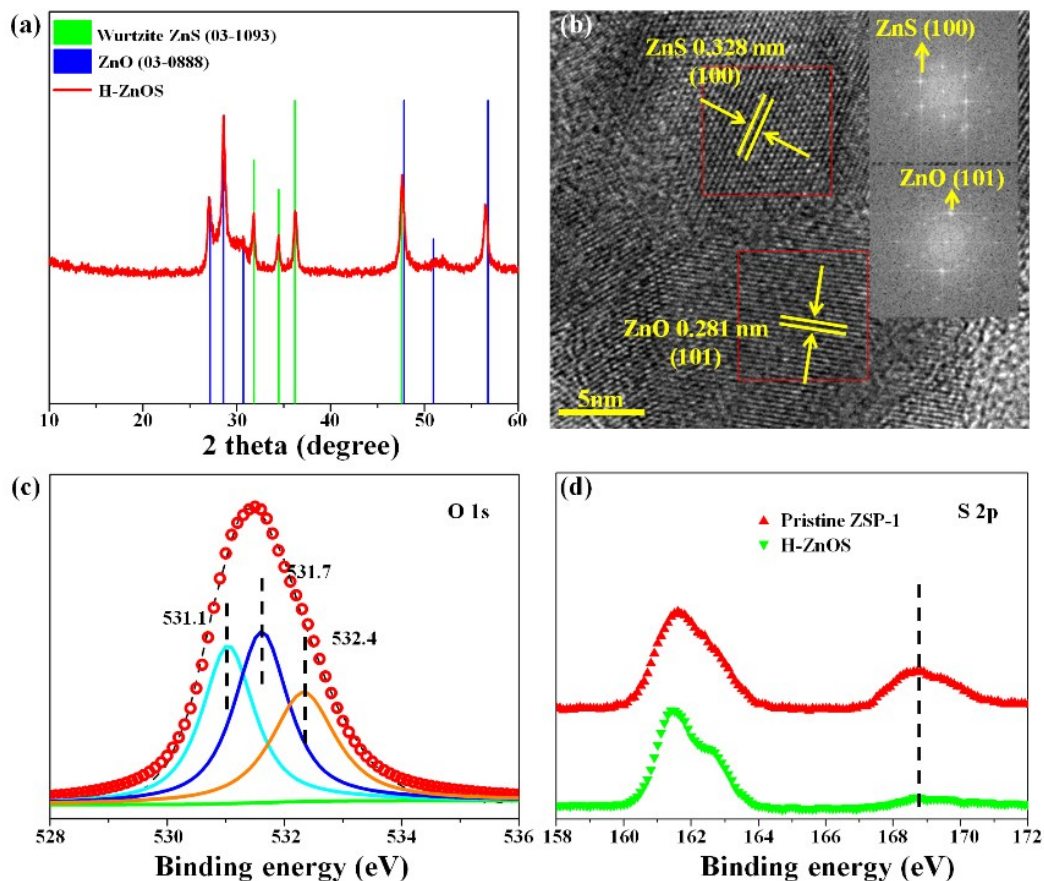 (a)
Wurtzite ZnS (03-1093)
ZnO (03-0888)
H-ZnOS
10 20 30 40 50 60
2 theta (degree)
(b)
ZnS (100)
ZnS 0.328 nm
(100)
ZnO (101)
ZnO 0.281 nm
(101)
5nm
(c)
O 1s
531.7
531.1
532.4
528 530 532 534 536
Binding energy (eV)
(d)
S 2p
Pristine ZSP-1
H-ZnOS
158 160 162 164 166 168 170 172
Binding energy (eV)